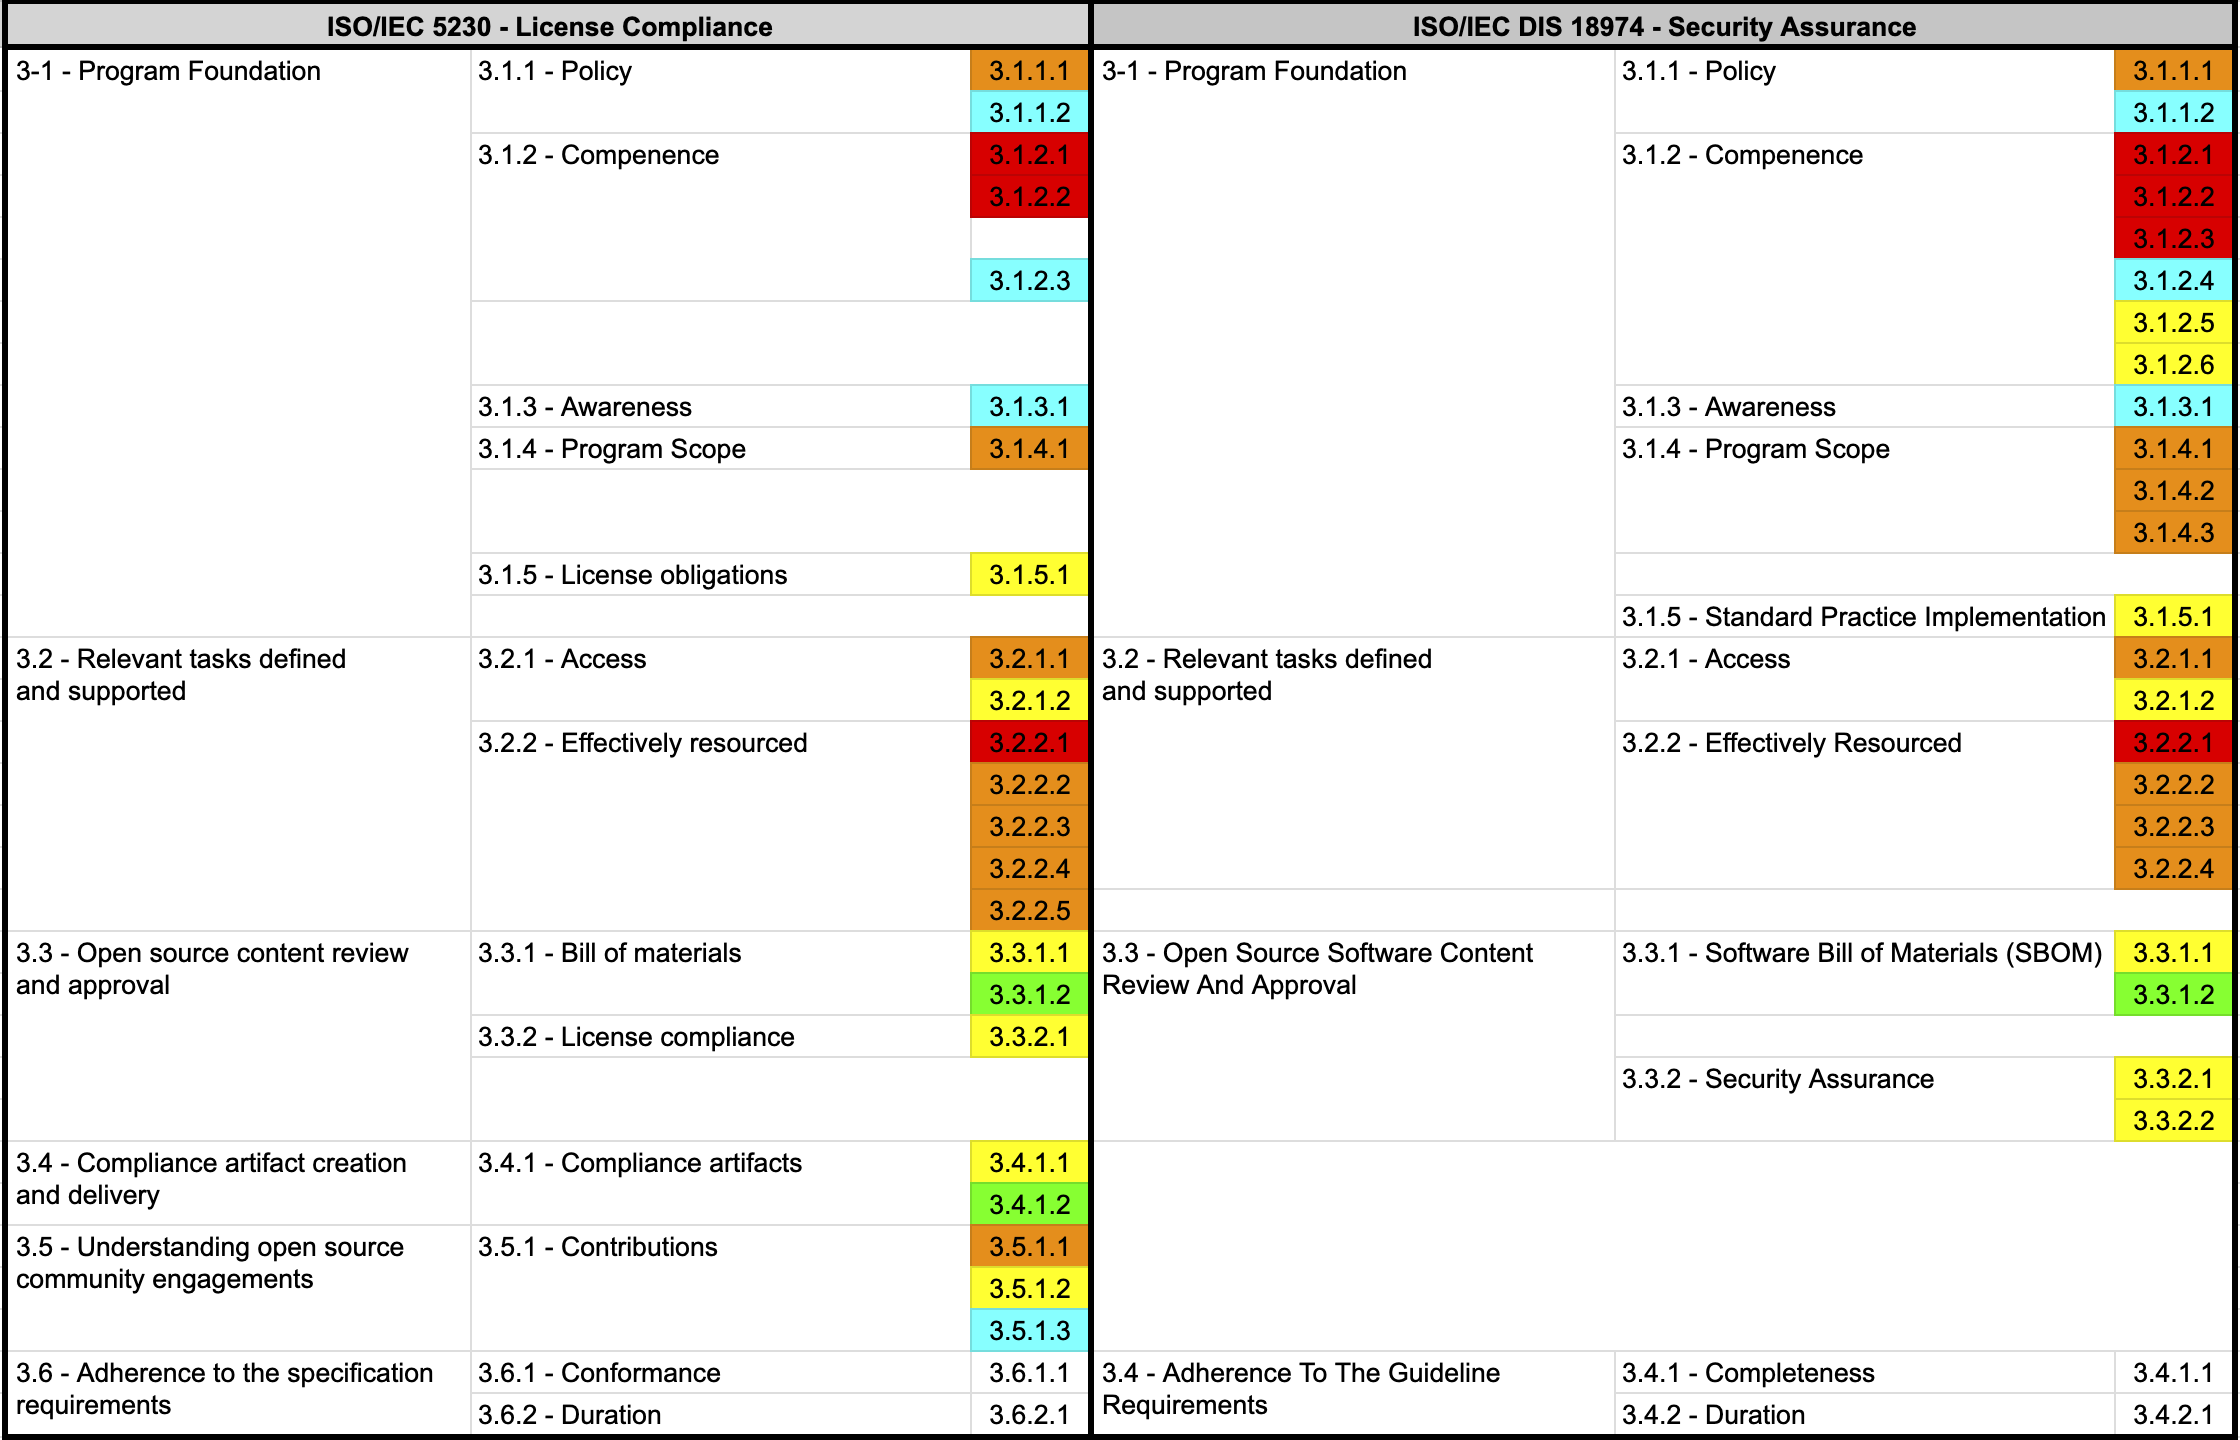 ISO/IEC 5230 - License Compliance
ISO/IEC DIS 18974 - Security Assurance
3-1 - Program Foundation 3.1.1 - Policy 3.1.1.1 3-1 - Program Foundation 3.1.1 - Policy 3.1.1.1
3.1.1.2 3.1.1.2
3.1.2 - Compenence 3.1.2.1 3.1.2 - Compenence 3.1.2.1
3.1.2.2 3.1.2.2
3.1.2.3
3.1.2.3 3.1.2.4
3.1.2.5
3.1.2.6
3.1.3 - Awareness 3.1.3.1 3.1.3 - Awareness 3.1.3.1
3.1.4 - Program Scope 3.1.4.1 3.1.4 - Program Scope 3.1.4.1
3.1.4.2
3.1.4.3
3.1.5 - License obligations 3.1.5.1
3.1.5 - Standard Practice Implementation 3.1.5.1
3.2 - Relevant tasks defined 3.2.1 - Access 3.2.1.1 3.2 - Relevant tasks defined 3.2.1 - Access 3.2.1.1
and supported 3.2.1.2 and supported 3.2.1.2
3.2.2 - Effectively resourced 3.2.2.1 3.2.2 - Effectively Resourced 3.2.2.1
3.2.2.2 3.2.2.2
3.2.2.3 3.2.2.3
3.2.2.4 3.2.2.4
3.2.2.5
3.3 - Open source content review 3.3.1 - Bill of materials 3.3.1.1 3.3 - Open Source Software Content 3.3.1 - Software Bill of Materials (SBOM) 3.3.1.1
and approval 3.3.1.2 Review And Approval 3.3.1.2
3.3.2 - License compliance 3.3.2.1
3.3.2 - Security Assurance 3.3.2.1
3.3.2.2
3.4 - Compliance artifact creation 3.4.1 - Compliance artifacts 3.4.1.1
and delivery 3.4.1.2
3.5 - Understanding open source 3.5.1 - Contributions 3.5.1.1
community engagements 3.5.1.2
3.5.1.3
3.6 - Adherence to the specification 3.6.1 - Conformance 3.6.1.1 3.4 - Adherence To The Guideline 3.4.1 - Completeness 3.4.1.1
requirements 3.6.2 - Duration 3.6.2.1 Requirements 3.4.2 - Duration 3.4.2.1